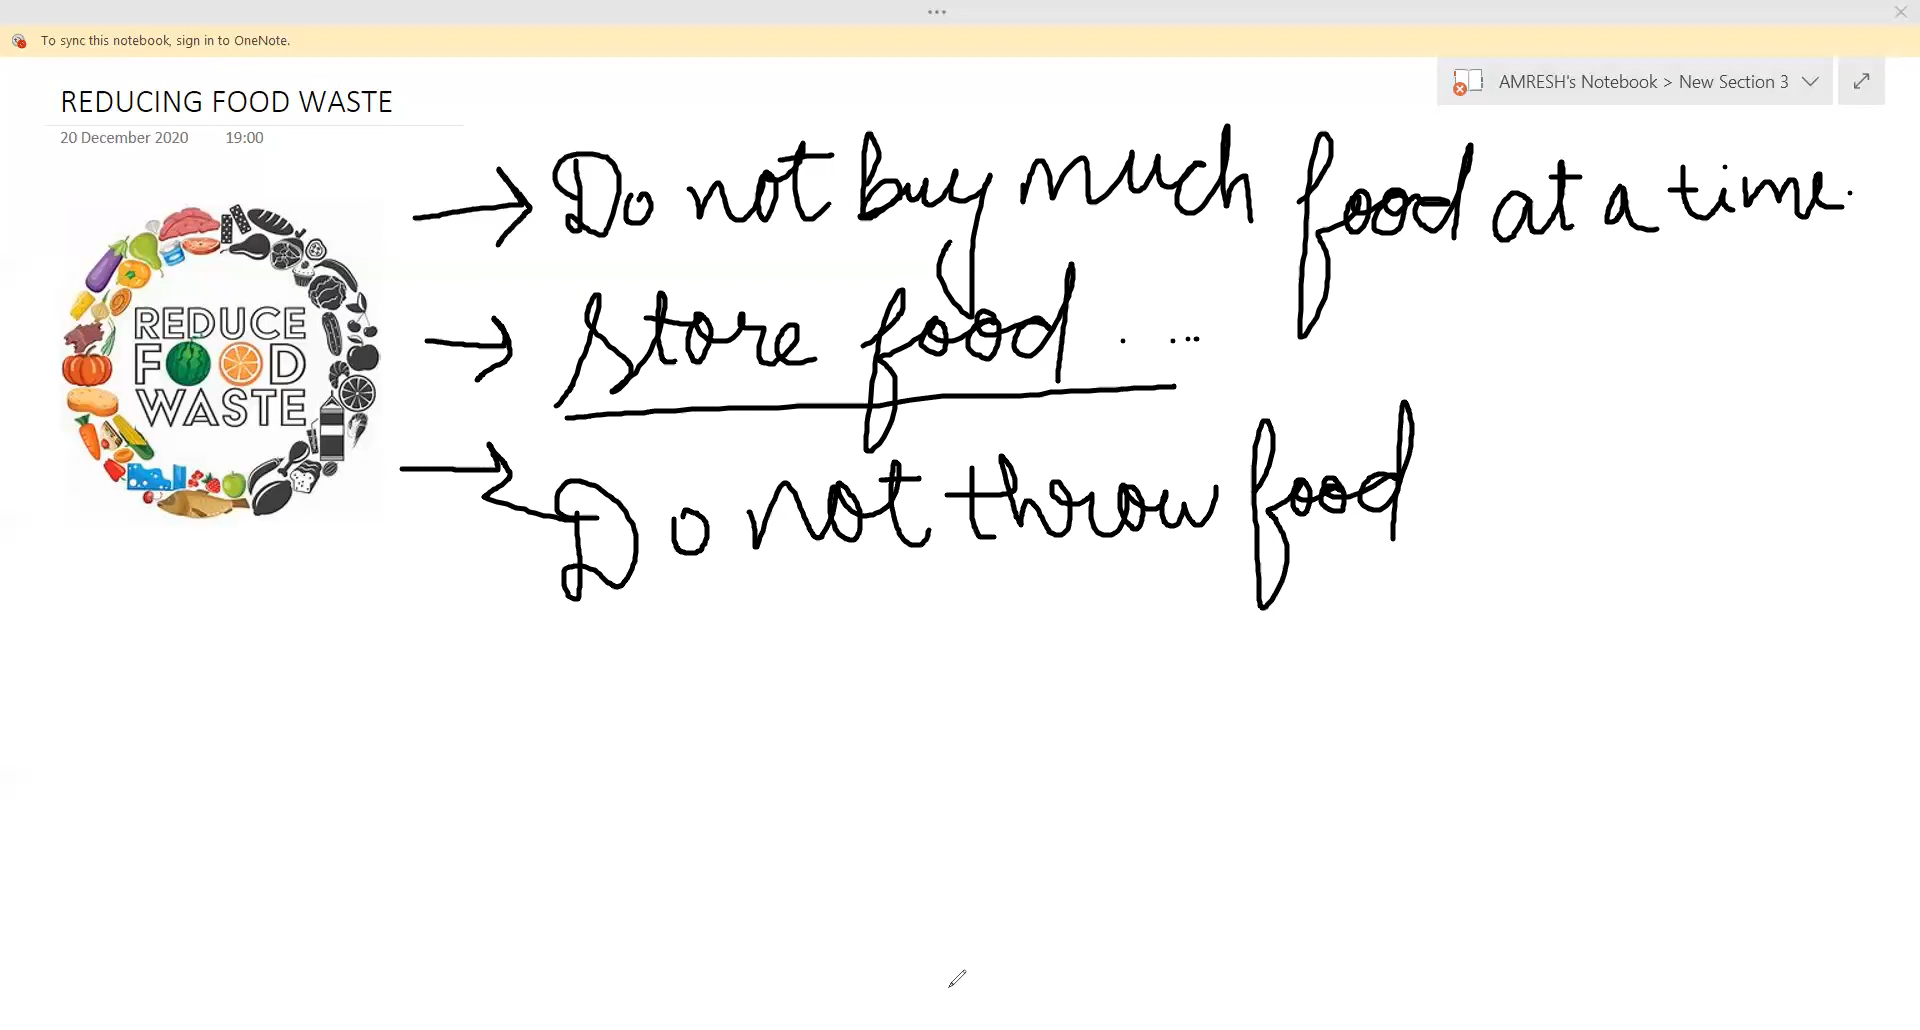 To sync this notebook, sign in to OneNote.
AMRESH's Notebook > New Section 3
REDUCING FOOD WASTE
20 December 2020 19:00
→ Do not buy much food at a time.
→ Store food . ...
→ Do not throw food
REDUCE
FOOD
WASTE